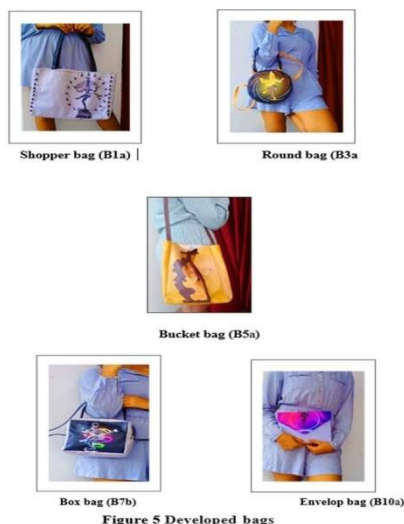 Shopper bag (B1a)
Round bag (B3a
Bucket bag (B5a)
Box bag (B7b)
Envelop bag (B10a)
Figure 5 Developed bags